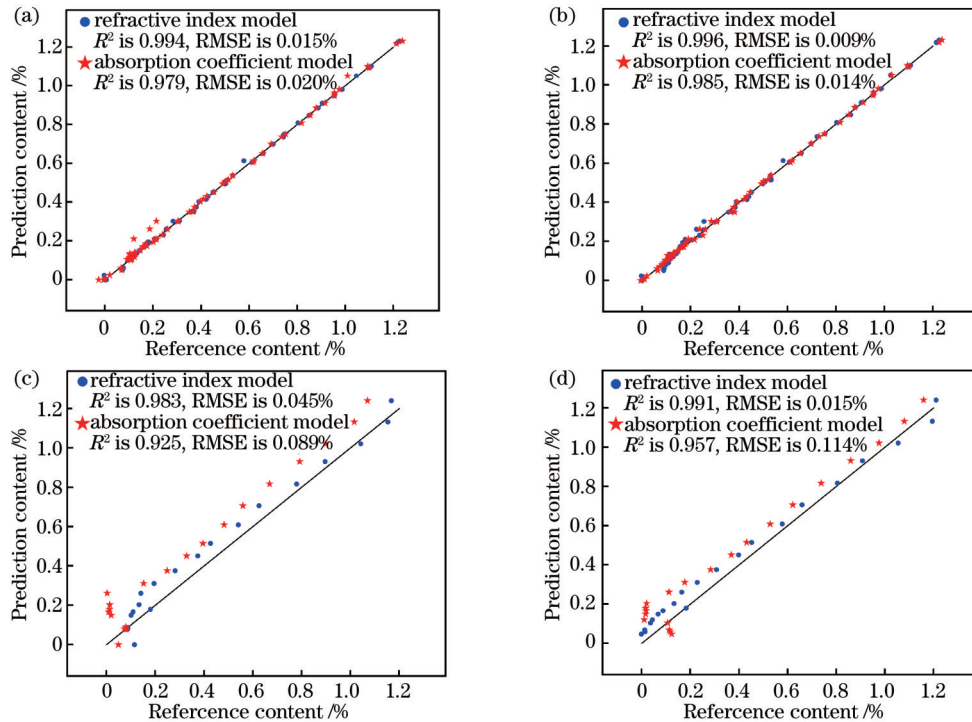 (a)
refractive index model
R² is 0.994, RMSE is 0.015%
absorption coefficient model
R² is 0.979, RMSE is 0.020%
1.2
1.0
0.8
0.6
0.4
0.2
0
Prediction content /%
0 0.2 0.4 0.6 0.8 1.0 1.2
Refercence content /%
(b)
refractive index model
R² is 0.996, RMSE is 0.009%
absorption coefficient model
R² is 0.985, RMSE is 0.014%
1.2
1.0
0.8
0.6
0.4
0.2
0
Prediction content /%
0 0.2 0.4 0.6 0.8 1.0 1.2
Refercence content /%
(c)
refractive index model
R² is 0.983, RMSE is 0.045%
absorption coefficient model
R² is 0.925, RMSE is 0.089%
1.2
1.0
0.8
0.6
0.4
0.2
0
Prediction content /%
0 0.2 0.4 0.6 0.8 1.0 1.2
Refercence content /%
(d)
refractive index model
R² is 0.991, RMSE is 0.015%
absorption coefficient model
R² is 0.957, RMSE is 0.114%
1.2
1.0
0.8
0.6
0.4
0.2
0
Prediction content /%
0 0.2 0.4 0.6 0.8 1.0 1.2
Refercence content /%